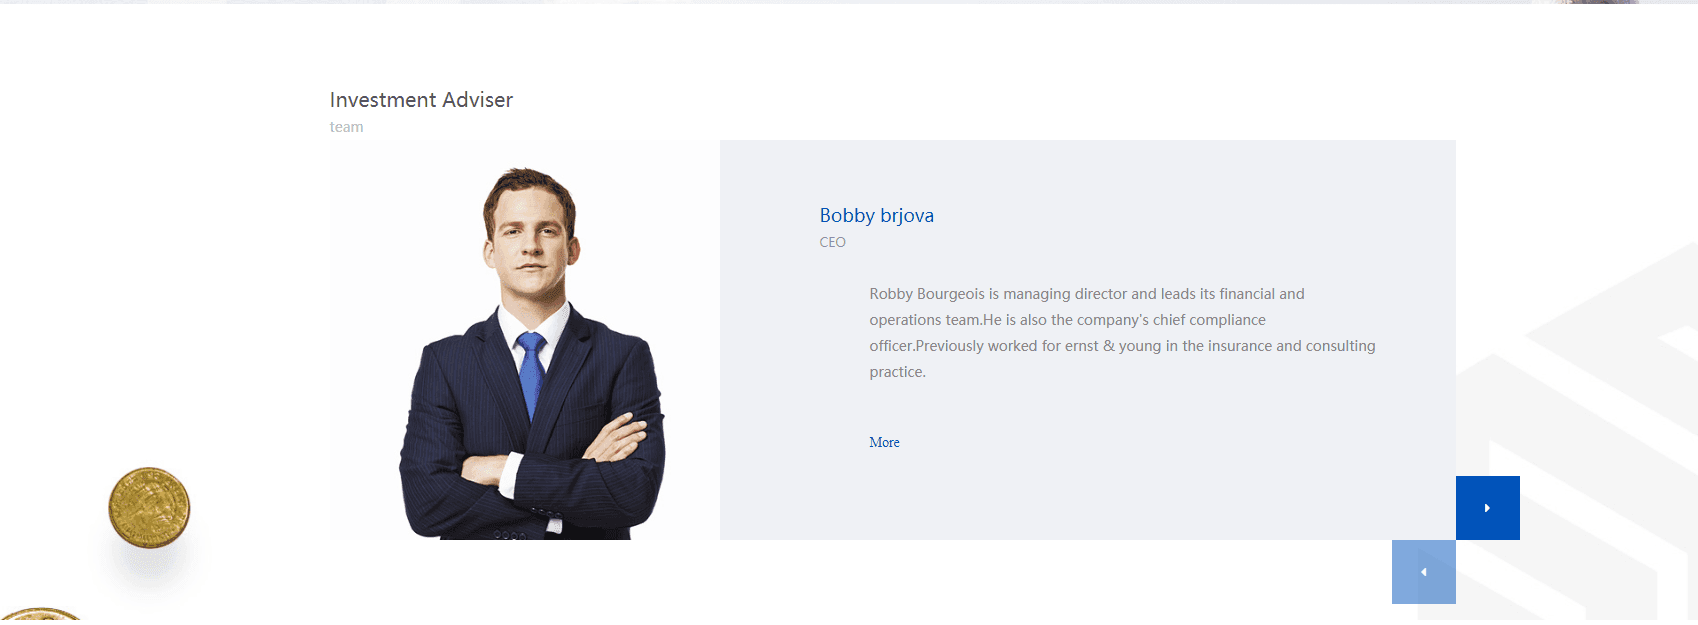 Investment Adviser
team
Bobby brjova
CEO
Robby Bourgeois is managing director and leads its financial and
operations team.He is also the company's chief compliance
officer.Previously worked for ernst & young in the insurance and consulting
practice.
More